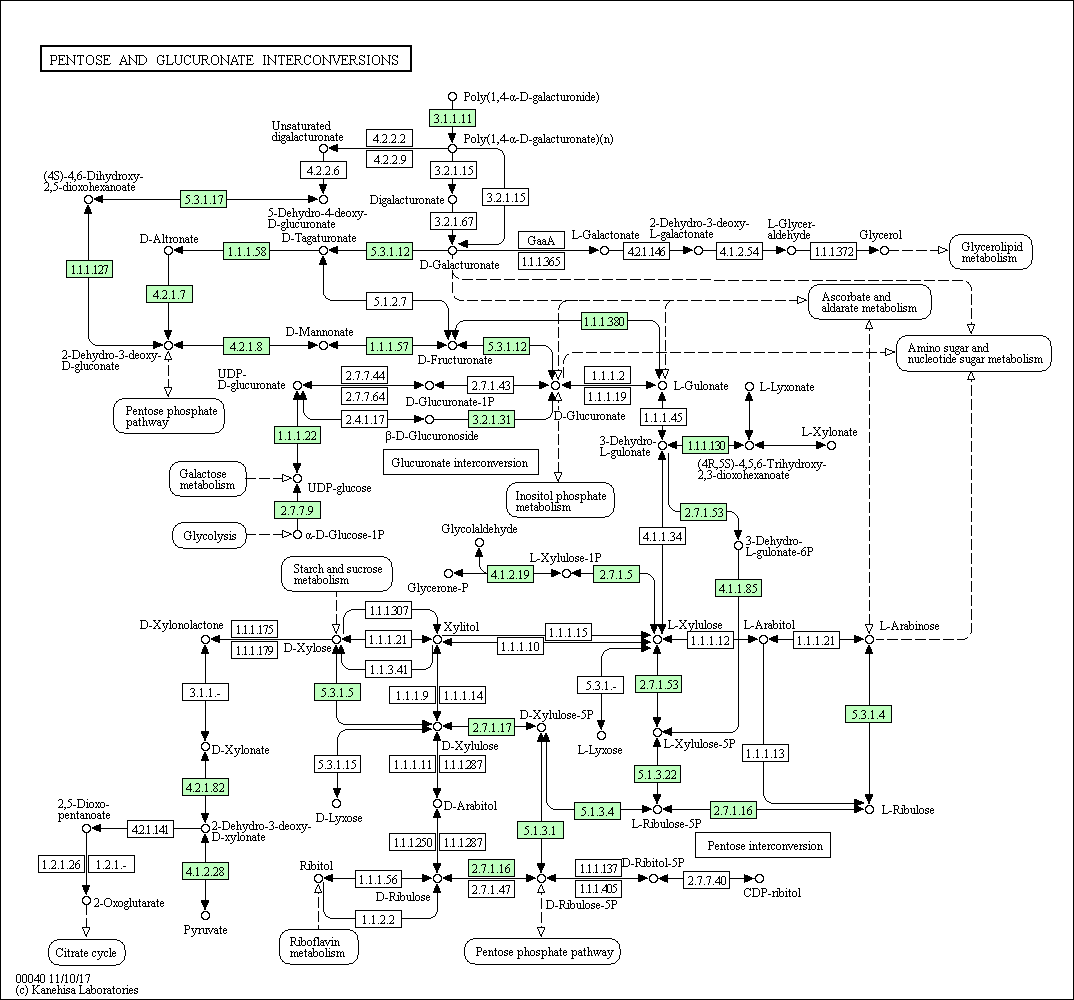 PENTOSE AND GLUCURONATE INTERCONVERSIONS
Poly(1,4-α-D-galacturonide)
3.1.1.11
Unsaturated
digalacturonate
4.2.2.2
Poly(1,4-α-D-galacturonate)(n)
4.2.2.9
4.2.2.6
3.2.1.15
(4S)-4,6-Dihydroxy-
2,5-dioxohexanoate
5.3.1.17
Digalacturonate
3.2.1.15
5-Dehydro-4-deoxy-
D-glucuronate
3.2.1.67
D-Altronate
D-Tagaturonate
1.1.1.58
5.3.1.12
D-Galacturonate
GaaA
1.1.1365
L-Galactonate
4.2.1.146
2-Dehydro-3-deoxy-
L-galactonate
4.1.2.54
L-Glycer-
aldehyde
1.1.1372
Glycerol
Glycerolipid
metabolism
1.1.1.127
4.2.1.7
5.1.2.7
Ascorbate and
aldarate metabolism
1.1.1.380
D-Mannonate
4.2.1.8
1.1.1.57
D-Fructuronate
5.3.1.12
2-Dehydro-3-deoxy-
D-gluconate
Amino sugar and
nucleotide sugar metabolism
UDP-
D-glucuronate
2.7.7.44
2.7.7.64
D-Glucuronate-1P
2.7.1.43
1.1.1.2
1.1.1.19
L-Gulonate
L-Lyxonate
Pentose phosphate
pathway
2.4.1.17
β-D-Glucuronoside
3.2.1.31
D-Glucuronate
1.1.1.45
1.1.1.22
3-Dehydro-
L-gulonate
1.1.1.130
L-Xylonate
(4R,5S)-4,5,6-Trihydroxy-
2,3-dioxohexanoate
Glucuronate interconversion
Galactose
metabolism
UDP-glucose
Inositol phosphate
metabolism
2.7.7.9
2.7.1.53
Glycolysis
α-D-Glucose-1P
Glycolaldehyde
4.1.1.34
3-Dehydro-
L-gulonate-6P
Starch and sucrose
metabolism
Glycerone-P
4.1.2.19
L-Xylulose-1P
2.7.1.5
4.1.1.85
1.1.1307
D-Xylonolactone
1.1.1.175
1.1.1.179
D-Xylose
1.1.1.21
1.1.3.41
Xylitol
1.1.1.15
1.1.1.10
L-Xylulose
1.1.1.12
L-Arabitol
1.1.1.21
L-Arabinose
3.1.1.-
5.3.1.5
1.1.1.9
1.1.1.14
5.3.1.-
2.7.1.53
5.3.1.4
2.7.1.17
D-Xylulose-5P
D-Xylulose
D-Xylonate
L-Lyxose
L-Xylulose-5P
1.1.1.13
5.3.1.15
1.1.1.11
1.1.1287
5.1.3.22
4.2.1.82
D-Lyxose
D-Arabitol
5.1.3.4
L-Ribulose-5P
2.7.1.16
L-Ribulose
2,5-Dioxo-
pentanoate
4.2.1.141
2-Dehydro-3-deoxy-
D-xylonate
5.1.3.1
1.1.1250
1.1.1287
Pentose interconversion
1.2.1.26
1.2.1.-
4.1.2.28
Ribitol
1.1.1.56
D-Ribulose
2.7.1.16
2.7.1.47
D-Ribulose-5P
1.1.1.137
1.1.1.405
D-Ribitol-5P
2.7.7.40
CDP-ribitol
2-Oxoglutarate
1.1.2.2
Pyruvate
Citrate cycle
Riboflavin
metabolism
Pentose phosphate pathway
00040 11/10/17
(c) Kanehisa Laboratories